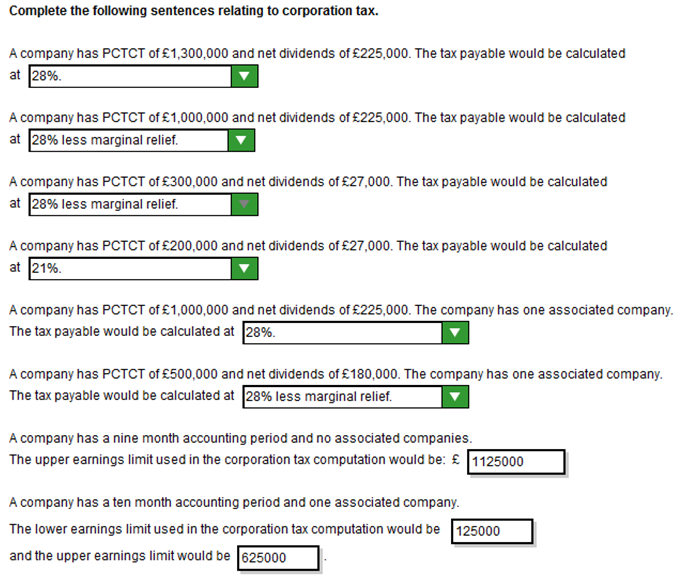 Complete the following sentences relating to corporation tax.
A company has PCTCT of £1,300,000 and net dividends of £225,000. The tax payable would be calculated
at 28%.
A company has PCTCT of £1,000,000 and net dividends of £225,000. The tax payable would be calculated
at 28% less marginal relief.
A company has PCTCT of £300,000 and net dividends of £27,000. The tax payable would be calculated
at 28% less marginal relief.
A company has PCTCT of £200,000 and net dividends of £27,000. The tax payable would be calculated
at 21%.
A company has PCTCT of £1,000,000 and net dividends of £225,000. The company has one associated company.
The tax payable would be calculated at 28%.
A company has PCTCT of £500,000 and net dividends of £180,000. The company has one associated company.
The tax payable would be calculated at 28% less marginal relief.
A company has a nine month accounting period and no associated companies.
The upper earnings limit used in the corporation tax computation would be: £ 1125000
A company has a ten month accounting period and one associated company.
The lower earnings limit used in the corporation tax computation would be 125000
and the upper earnings limit would be 625000.